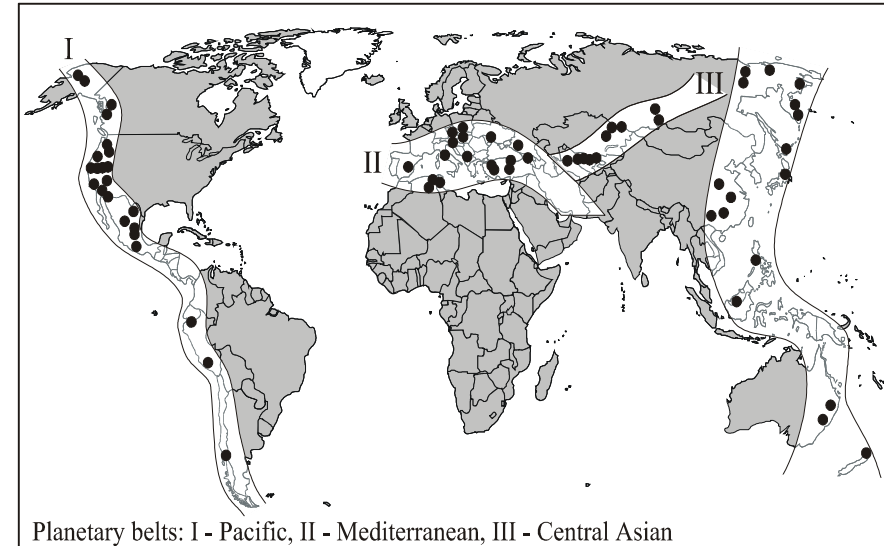 I
III
II
Planetary belts: I - Pacific, II - Mediterranean, III - Central Asian